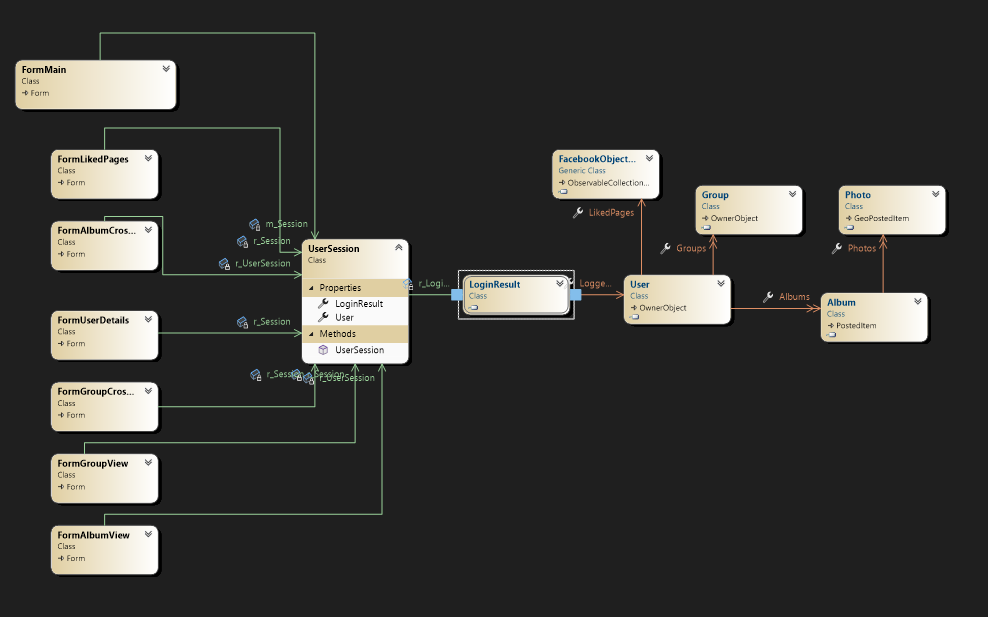 FormMain
Class
Form
FormLikedPages
Class
Form
FormAlbumCros...
Class
Form
FormUserDetails
Class
Form
FormGroupCros...
Class
Form
FormGroupView
Class
Form
FormAlbumView
Class
Form
m_Session
r_Session
r_UserSession
r_Session
r_Session
r_UserSession
UserSession
Class
Properties
LoginResult
User
Methods
UserSession
r_Logi...
LoginResult
Class
Logge...
FacebookObject...
Generic Class
ObservableCollection...
LikedPages
Group
Class
OwnerObject
Groups
User
Class
OwnerObject
Albums
Photo
Class
GeoPostedItem
Photos
Album
Class
PostedItem